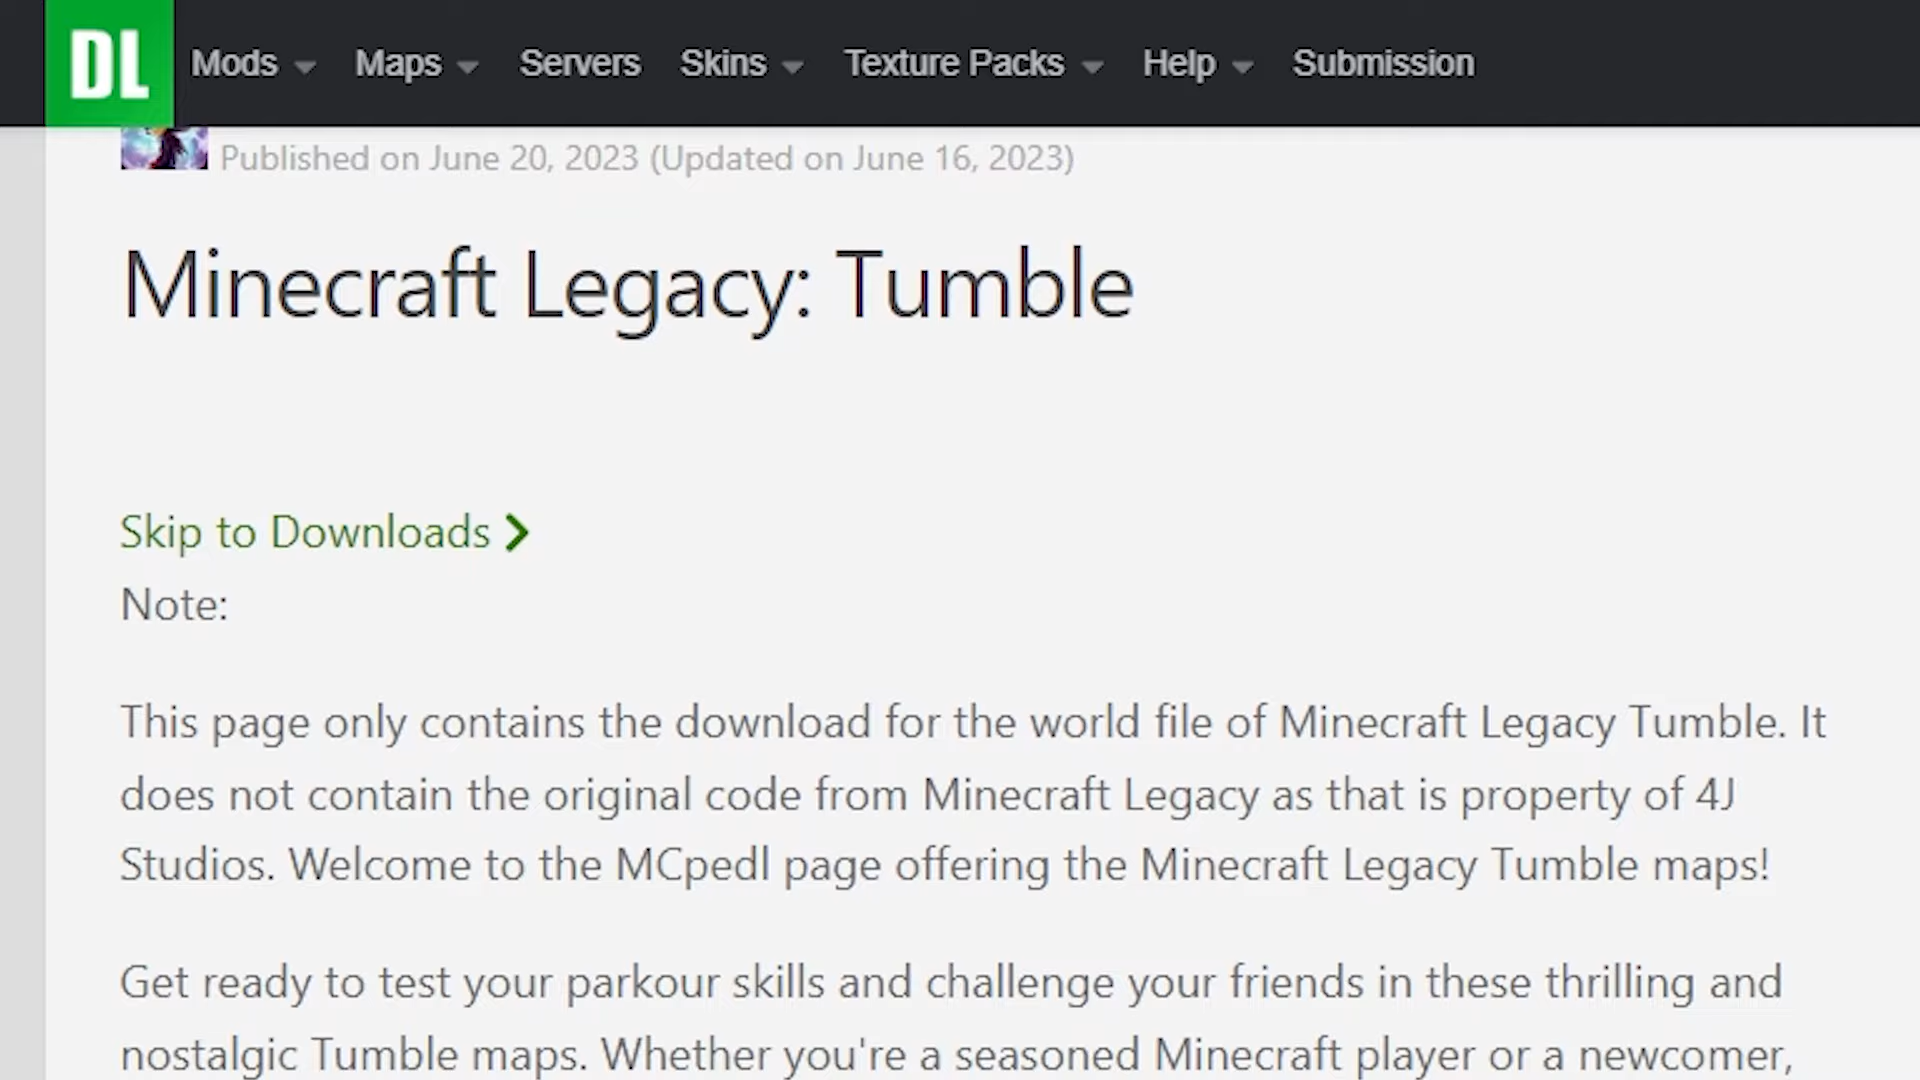 DL Mods Maps Servers Skins Texture Packs Help Submission
Published on June 20, 2023 (Updated on June 16, 2023)
Minecraft Legacy: Tumble
Skip to Downloads
Note:
This page only contains the download for the world file of Minecraft Legacy Tumble. It
does not contain the original code from Minecraft Legacy as that is property of 4J
Studios. Welcome to the MCpedl page offering the Minecraft Legacy Tumble maps!
Get ready to test your parkour skills and challenge your friends in these thrilling and
nostalgic Tumble maps. Whether you're a seasoned Minecraft player or a newcomer,